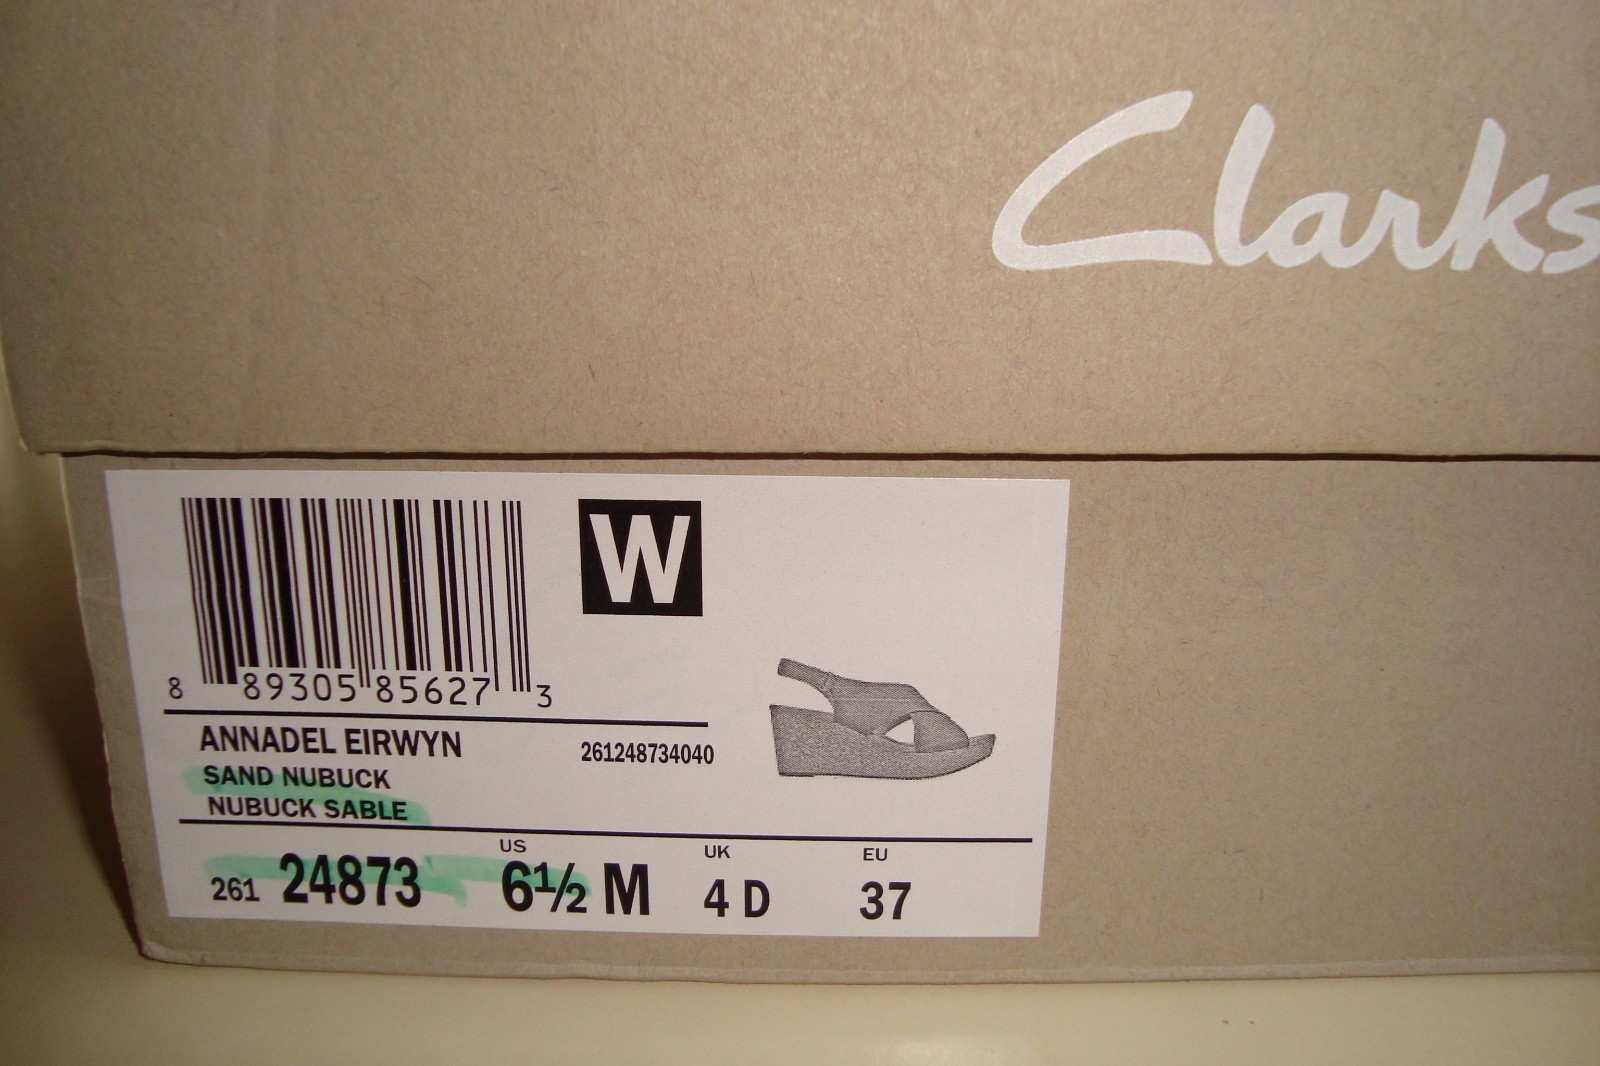 Clarks
W
8 89305 85627 3
ANNADEL EIRWYN 261248734040
SAND NUBUCK
NUBUCK SABLE
US UK EU
261 24873 6½ M 4 D 37